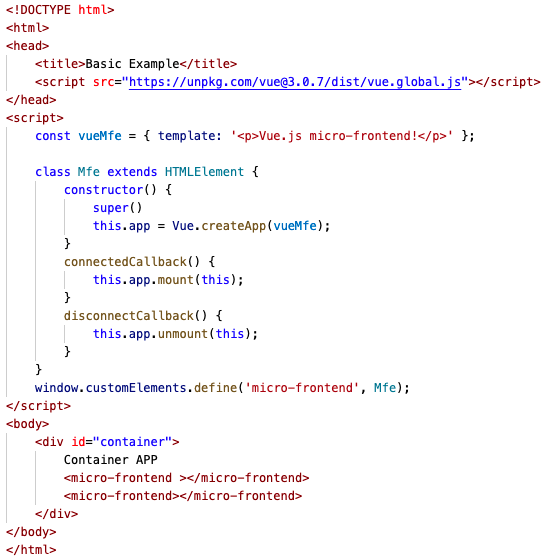 <!DOCTYPE html>
<html>
<head>
    <title>Basic Example</title>
    <script src="https://unpkg.com/vue@3.0.7/dist/vue.global.js"></script>
</head>
<script>
    const vueMfe = { template: '<p>Vue.js micro-frontend!</p>' };

    class Mfe extends HTMLElement {
        constructor() {
            super()
            this.app = Vue.createApp(vueMfe);
        }
        connectedCallback() {
            this.app.mount(this);
        }
        disconnectCallback() {
            this.app.unmount(this);
        }
    }
    window.customElements.define('micro-frontend', Mfe);
</script>
<body>
    <div id="container">
        Container APP
        <micro-frontend ></micro-frontend>
        <micro-frontend></micro-frontend>
    </div>
</body>
</html>